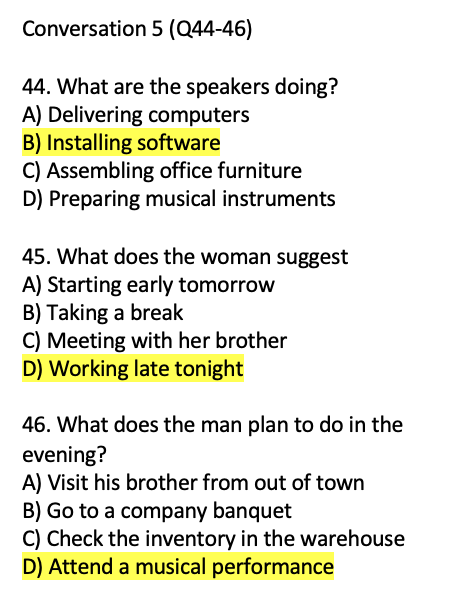 Conversation 5 (Q44-46)
44. What are the speakers doing?
A) Delivering computers
B) Installing software
C) Assembling office furniture
D) Preparing musical instruments
45. What does the woman suggest
A) Starting early tomorrow
B) Taking a break
C) Meeting with her brother
D) Working late tonight
46. What does the man plan to do in the
evening?
A) Visit his brother from out of town
B) Go to a company banquet
C) Check the inventory in the warehouse
D) Attend a musical performance